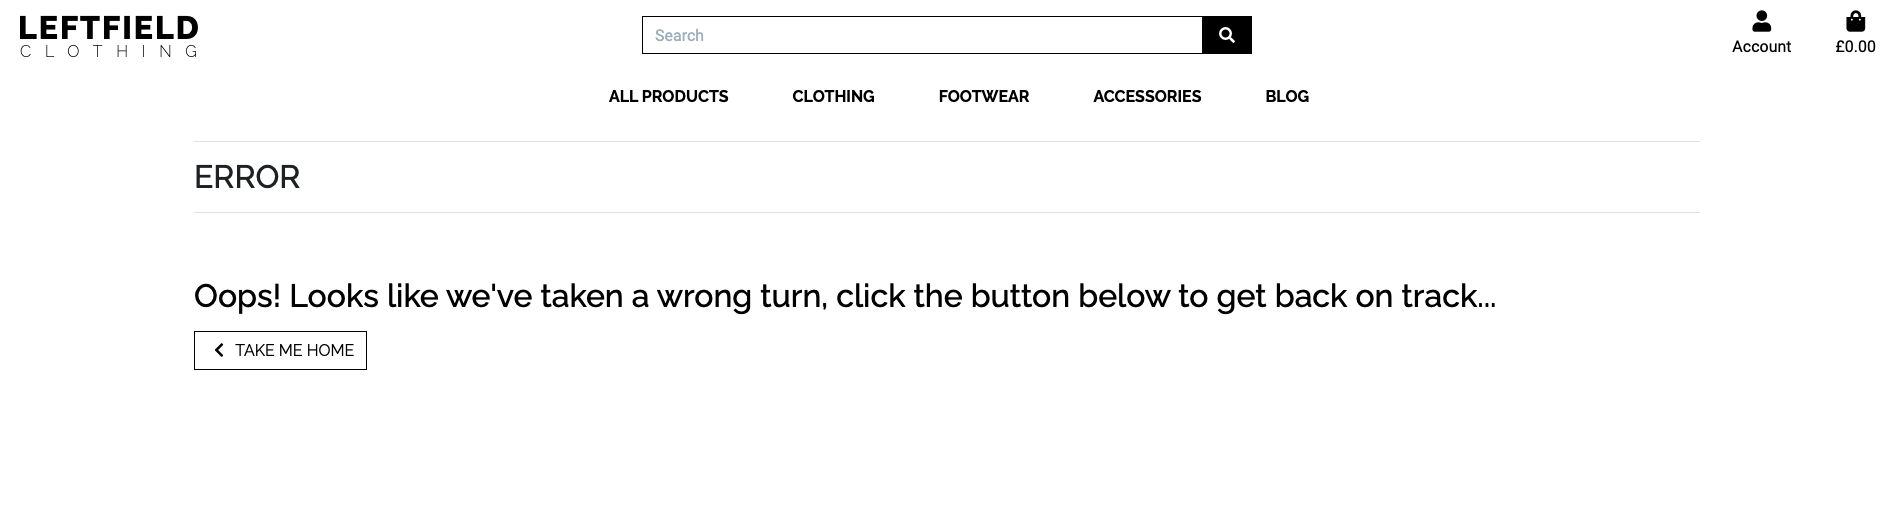 LEFTFIELD
CLOTHING
Search
Account
£0.00
ALL PRODUCTS
CLOTHING
FOOTWEAR
ACCESSORIES
BLOG
ERROR
Oops! Looks like we've taken a wrong turn, click the button below to get back on track...
TAKE ME HOME